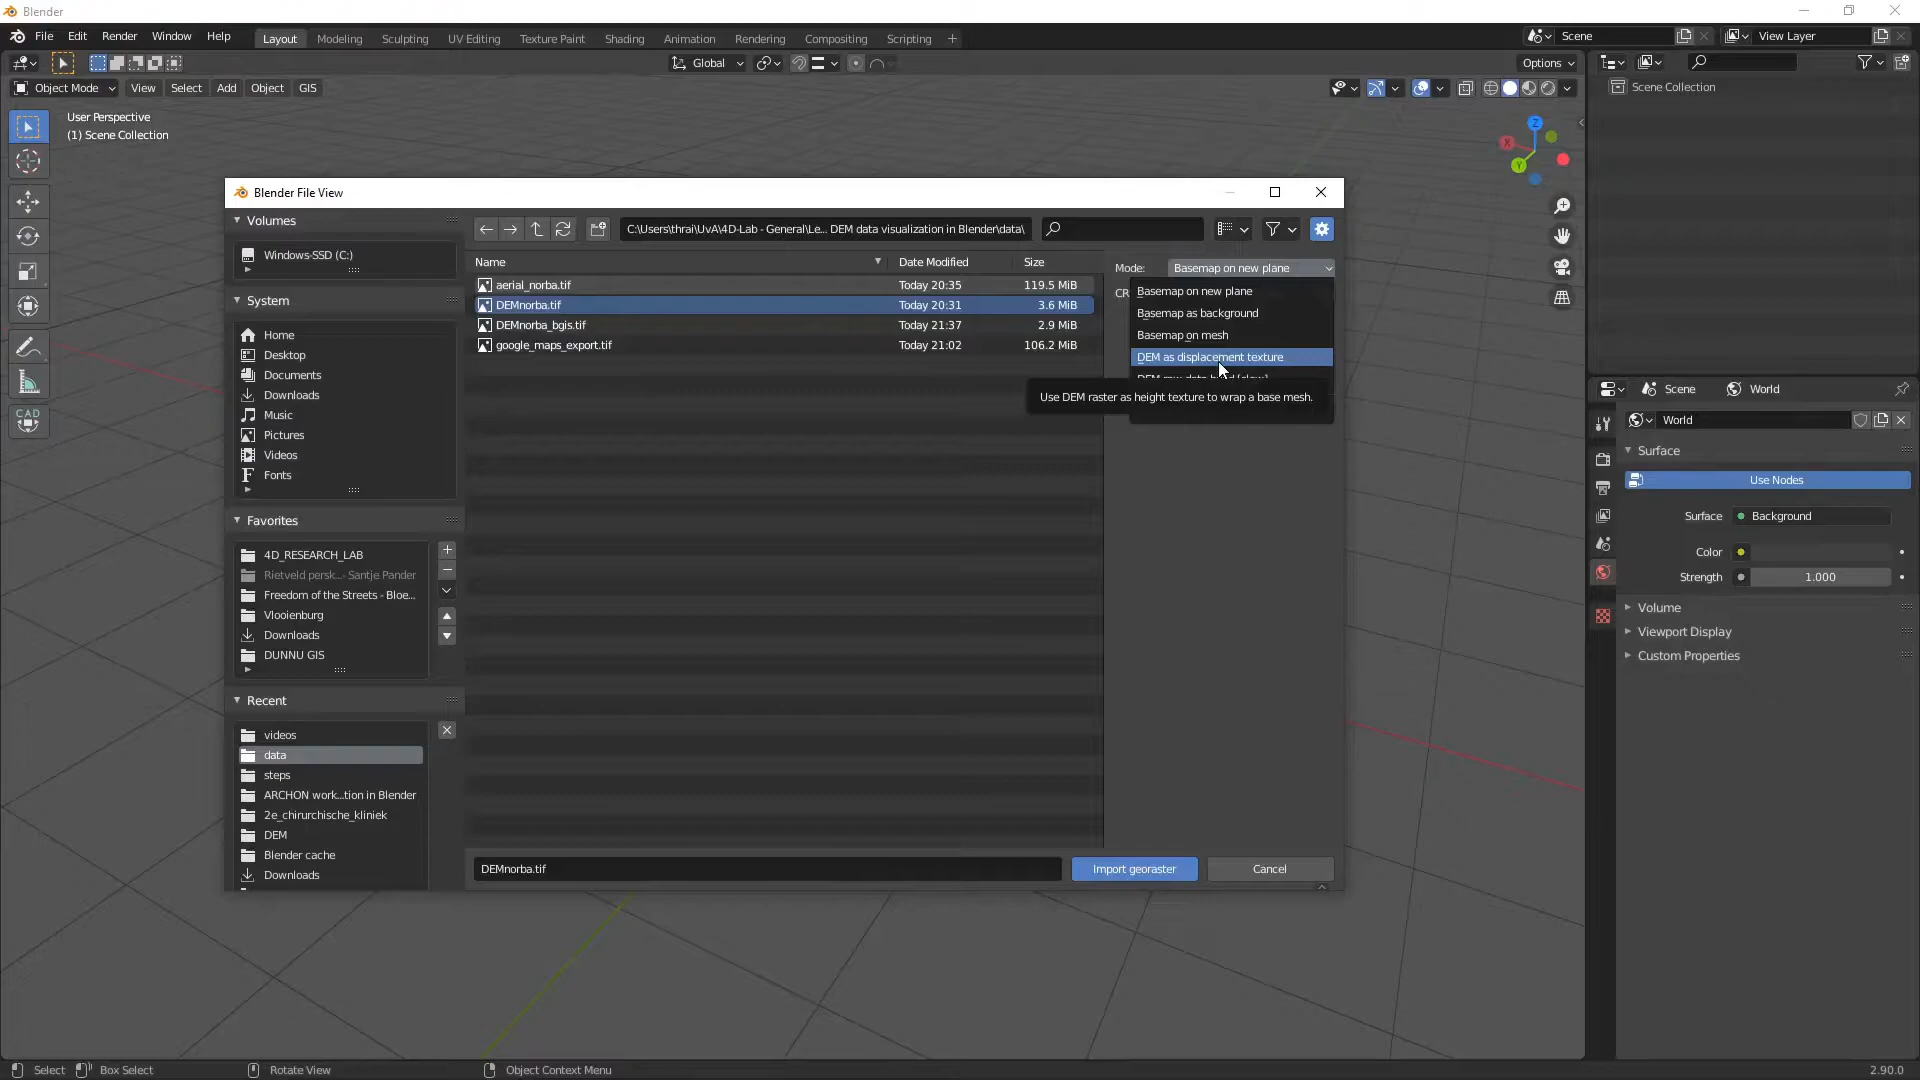 Blender
File Edit Render Window Help
Layout Modeling Sculpting UV Editing Texture Paint Shading Animation Rendering Compositing Scripting +
Scene
View Layer
Global
Options
Object Mode View Select Add Object GIS
Scene Collection
User Perspective
(1) Scene Collection
Z
X
Y
CAD
Blender File View
Volumes
Windows-SSD (C:)
System
Home
Desktop
Documents
Downloads
Music
Pictures
Videos
Fonts
Favorites
4D_RESEARCH_LAB
Rietveld persk...- Santje Pander
Freedom of the Streets - Bloe...
Vlooienburg
Downloads
DUNNU GIS
Recent
videos
data
steps
ARCHON work...tion in Blender
2e_chirurchische_kliniek
DEM
Blender cache
Downloads
C:\Users\thrai\UvA\4D-Lab - General\Le... DEM data visualization in Blender\data\
Name Date Modified Size
aerial_norba.tif Today 20:35 119.5 MiB
DEMnorba.tif Today 20:31 3.6 MiB
DEMnorba_bgis.tif Today 21:37 2.9 MiB
google_maps_export.tif Today 21:02 106.2 MiB
Mode: Basemap on new plane
CR
Basemap on new plane
Basemap as background
Basemap on mesh
DEM as displacement texture
Use DEM raster as height texture to wrap a base mesh.
DEMnorba.tif
Import georaster
Cancel
Scene World
World
Surface
Use Nodes
Surface Background
Color
Strength 1.000
Volume
Viewport Display
Custom Properties
Select Box Select Rotate View Object Context Menu
2.90.0